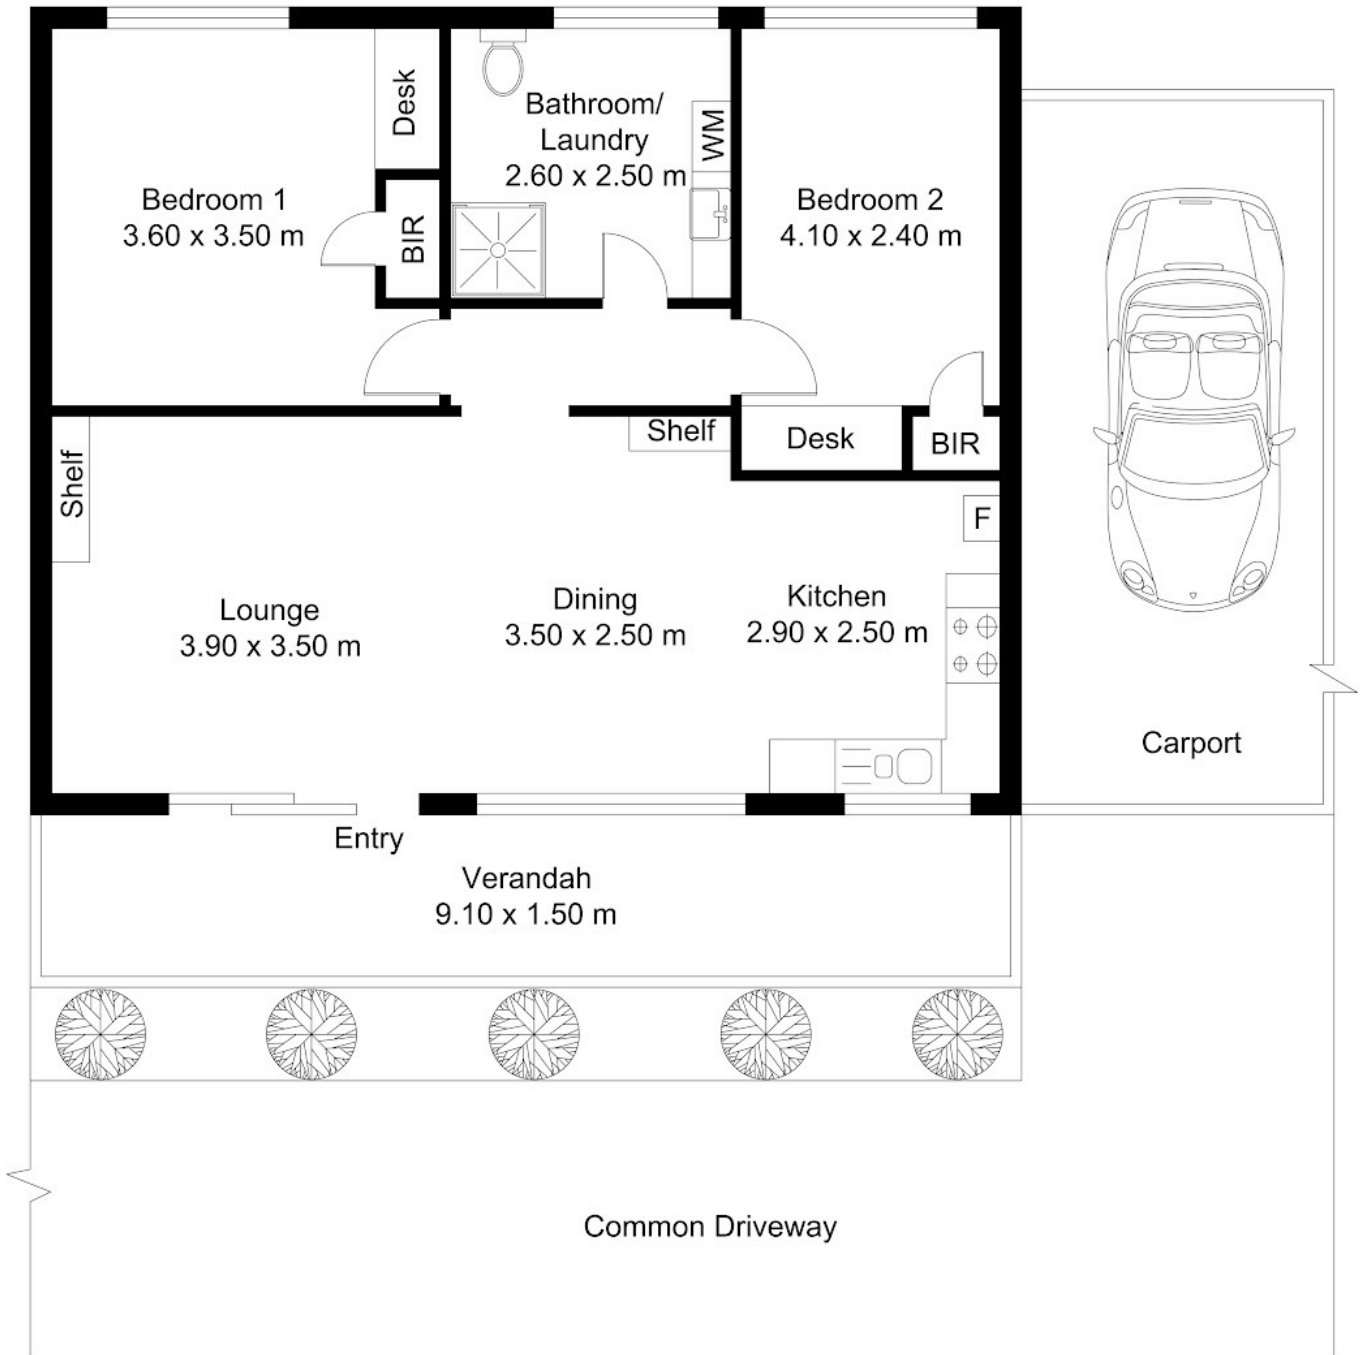 Desk
Bathroom/
Laundry
2.60 x 2.50 m
WM
Bedroom 1
3.60 x 3.50 m
BIR
Bedroom 2
4.10 x 2.40 m
Shelf
Shelf
Desk
BIR
F
Lounge
3.90 x 3.50 m
Dining
3.50 x 2.50 m
Kitchen
2.90 x 2.50 m
Carport
Entry
Verandah
9.10 x 1.50 m
Common Driveway